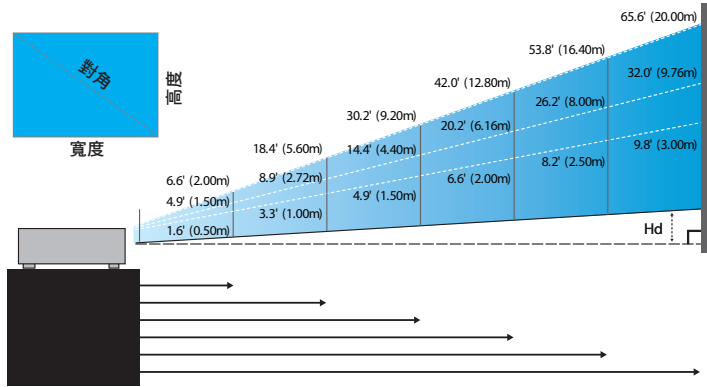 65.6' (20.00m)
53.8' (16.40m)
32.0' (9.76m)
42.0' (12.80m)
26.2' (8.00m)
30.2' (9.20m)
20.2' (6.16m)
18.4' (5.60m)
14.4' (4.40m)
9.8' (3.00m)
6.6' (2.00m)
8.9' (2.72m)
8.2' (2.50m)
4.9' (1.50m)
4.9' (1.50m)
6.6' (2.00m)
3.3' (1.00m)
1.6' (0.50m)
對角
高度
寬度
Hd